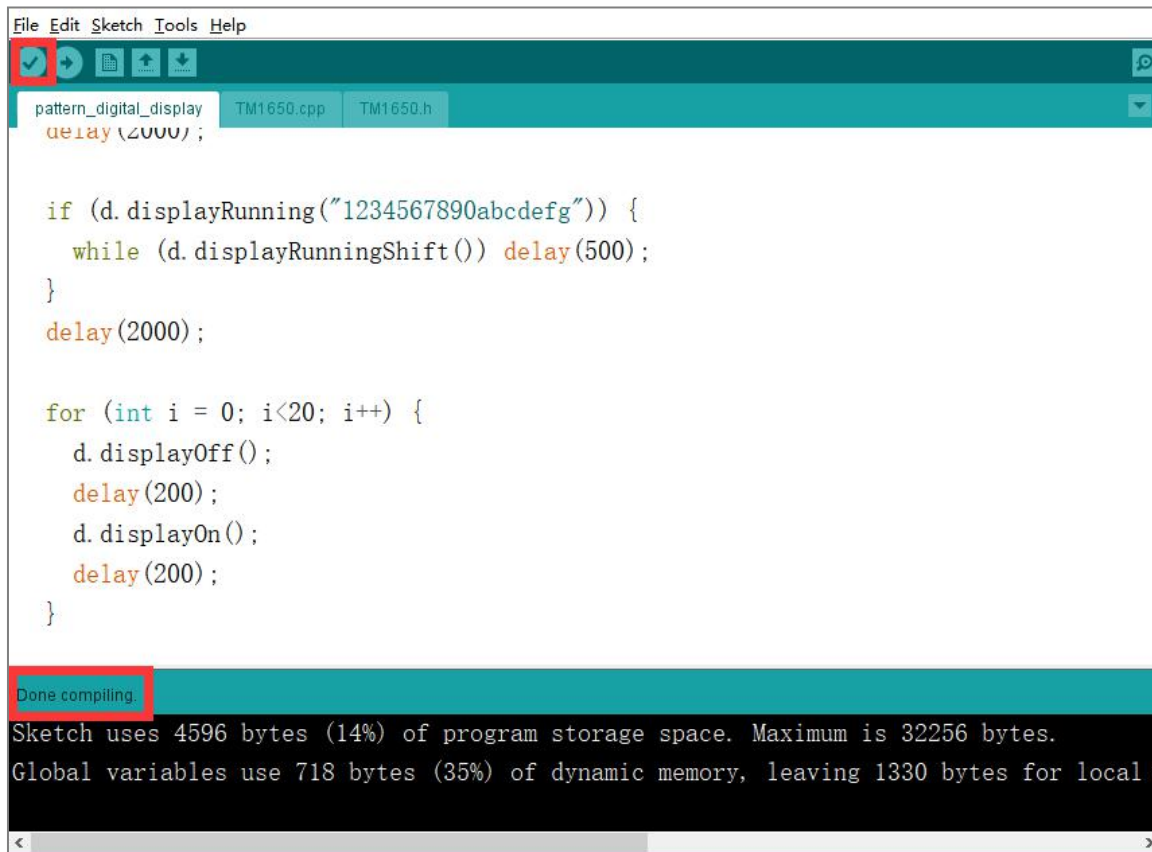 File Edit Sketch Tools Help
pattern_digital_display TM1650.cpp TM1650.h
delay(2000);
if (d.displayRunning("1234567890abcdefg")) {
while (d.displayRunningShift()) delay(500);
}
delay(2000);
for (int i = 0; i<20; i++) {
d.displayOff();
delay(200);
d.displayOn();
delay(200);
}
Done compiling.
Sketch uses 4596 bytes (14%) of program storage space. Maximum is 32256 bytes.
Global variables use 718 bytes (35%) of dynamic memory, leaving 1330 bytes for local